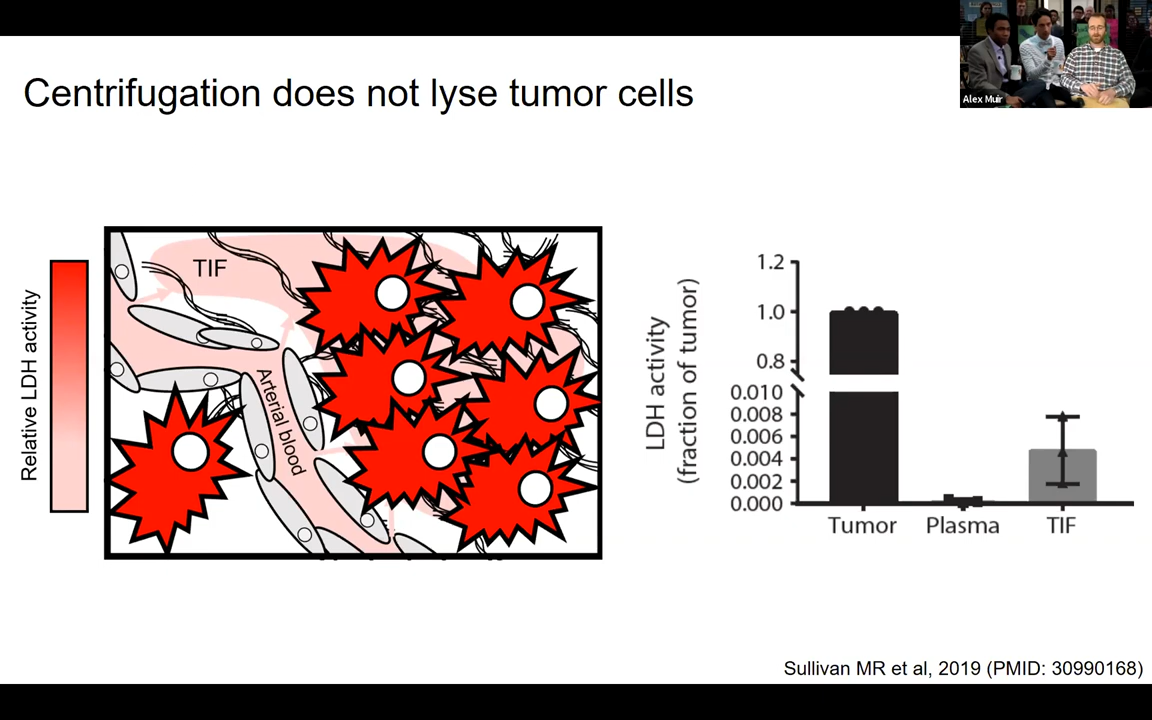 Alex Muir
Centrifugation does not lyse tumor cells
Relative LDH activity
TIF
Arterial blood
LDH activity
(fraction of tumor)
1.2
1.0
0.8
0.010
0.008
0.006
0.004
0.002
0.000
Tumor
Plasma
TIF
Sullivan MR et al, 2019 (PMID: 30990168)